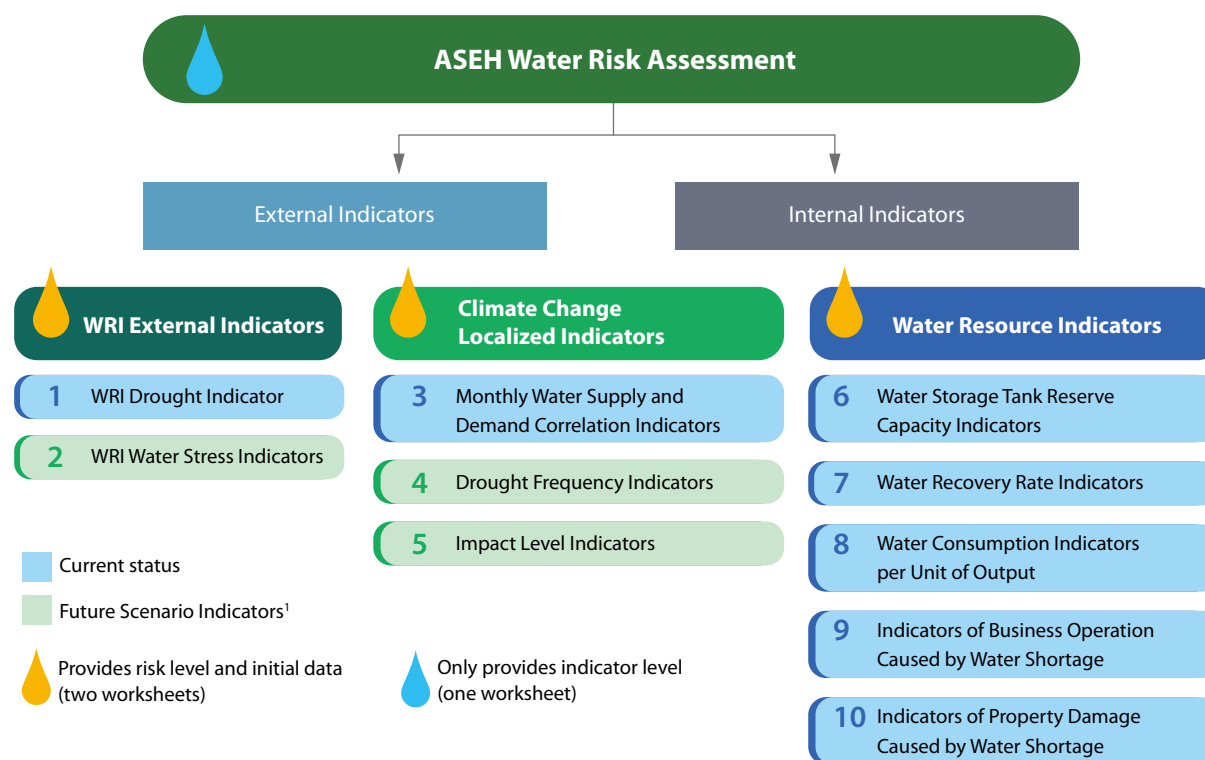 ASEH Water Risk Assessment
External Indicators
Internal Indicators
WRI External Indicators
1 WRI Drought Indicator
2 WRI Water Stress Indicators
Climate Change
Localized Indicators
3 Monthly Water Supply and
Demand Correlation Indicators
4 Drought Frequency Indicators
5 Impact Level Indicators
Water Resource Indicators
6 Water Storage Tank Reserve
Capacity Indicators
7 Water Recovery Rate Indicators
8 Water Consumption Indicators
per Unit of Output
9 Indicators of Business Operation
Caused by Water Shortage
10 Indicators of Property Damage
Caused by Water Shortage
Current status
Future Scenario Indicators¹
Provides risk level and initial data
(two worksheets)
Only provides indicator level
(one worksheet)